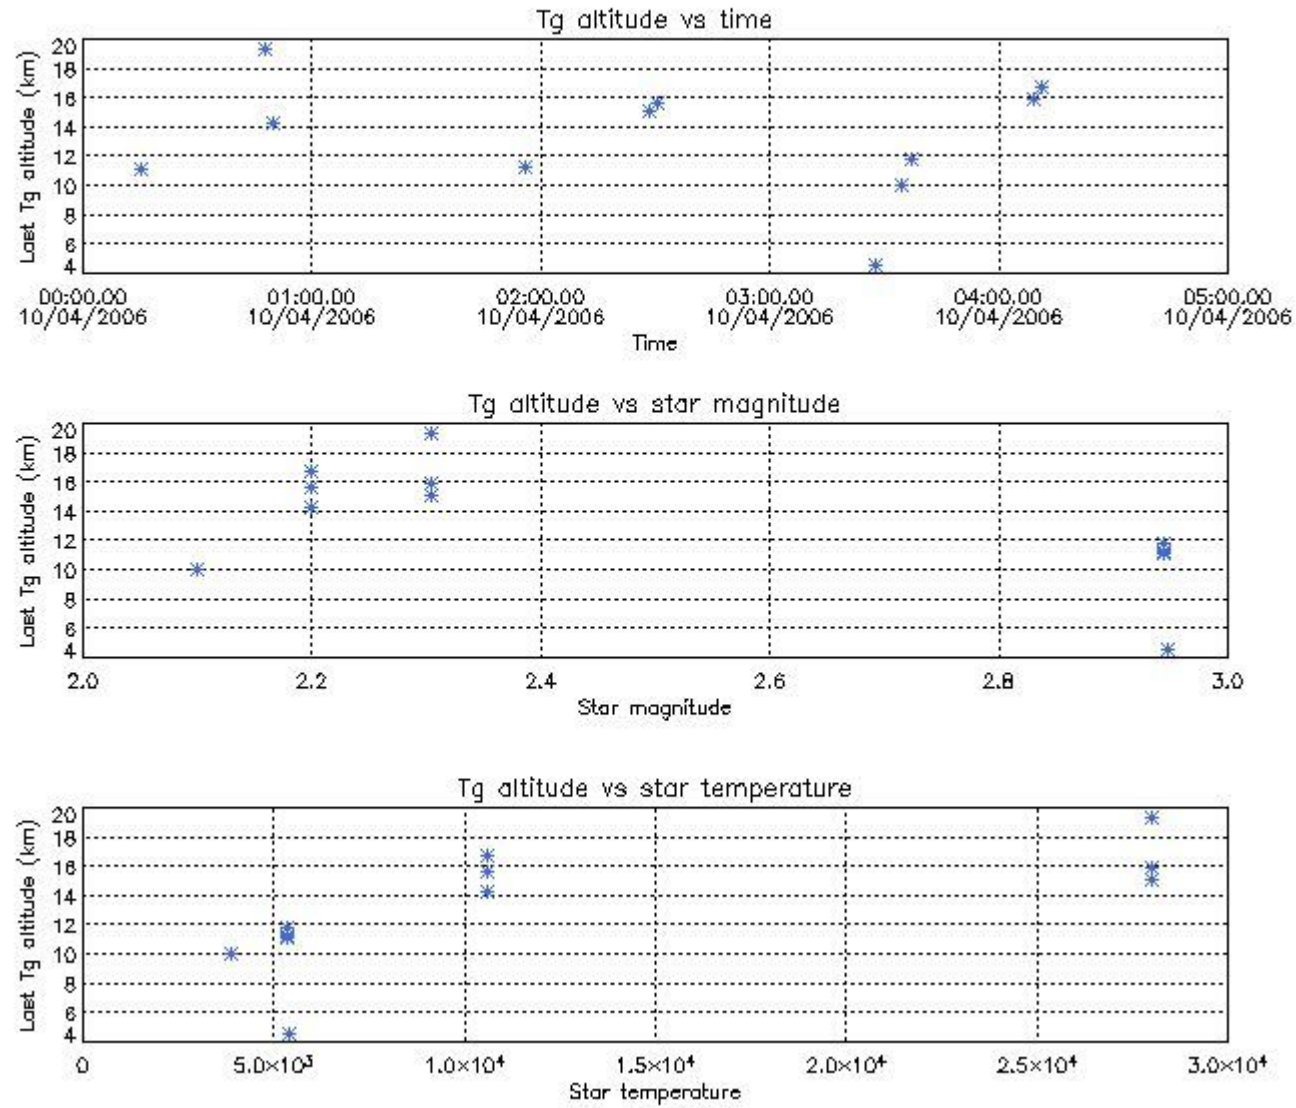 Tg altitude vs time
Last Tg altitude (km)
20
18
16
14
12
10
8
6
4
00:00.00 01:00.00 02:00.00 03:00.00 04:00.00 05:00.00
10/04/2006 10/04/2006 10/04/2006 10/04/2006 10/04/2006 10/04/2006
Time
Tg altitude vs star magnitude
Last Tg altitude (km)
20
18
16
14
12
10
8
6
4
2.0 2.2 2.4 2.6 2.8 3.0
Star magnitude
Tg altitude vs star temperature
Last Tg altitude (km)
20
18
16
14
12
10
8
6
4
0 5.0×10³ 1.0×10⁴ 1.5×10⁴ 2.0×10⁴ 2.5×10⁴ 3.0×10⁴
Star temperature